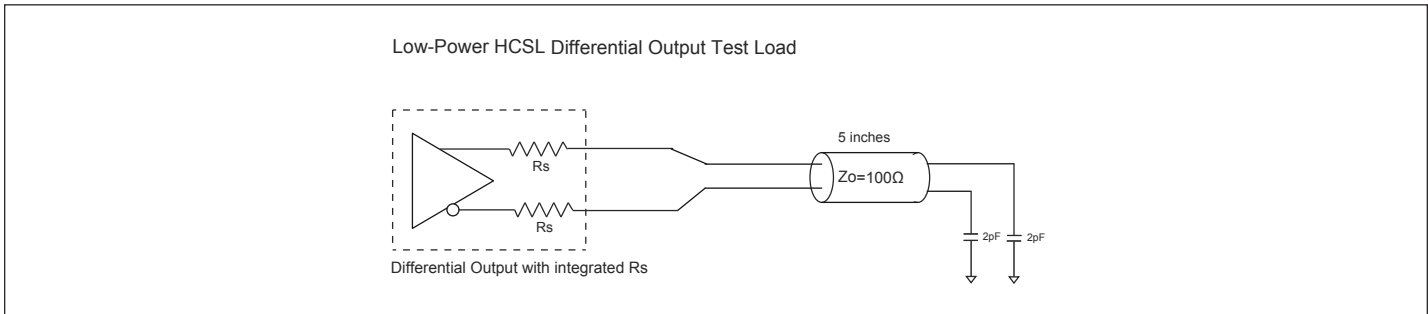 Low-Power HCSL Differential Output Test Load
5 inches
Rs
Zo=100Ω
Rs
2pF
2pF
Differential Output with integrated Rs